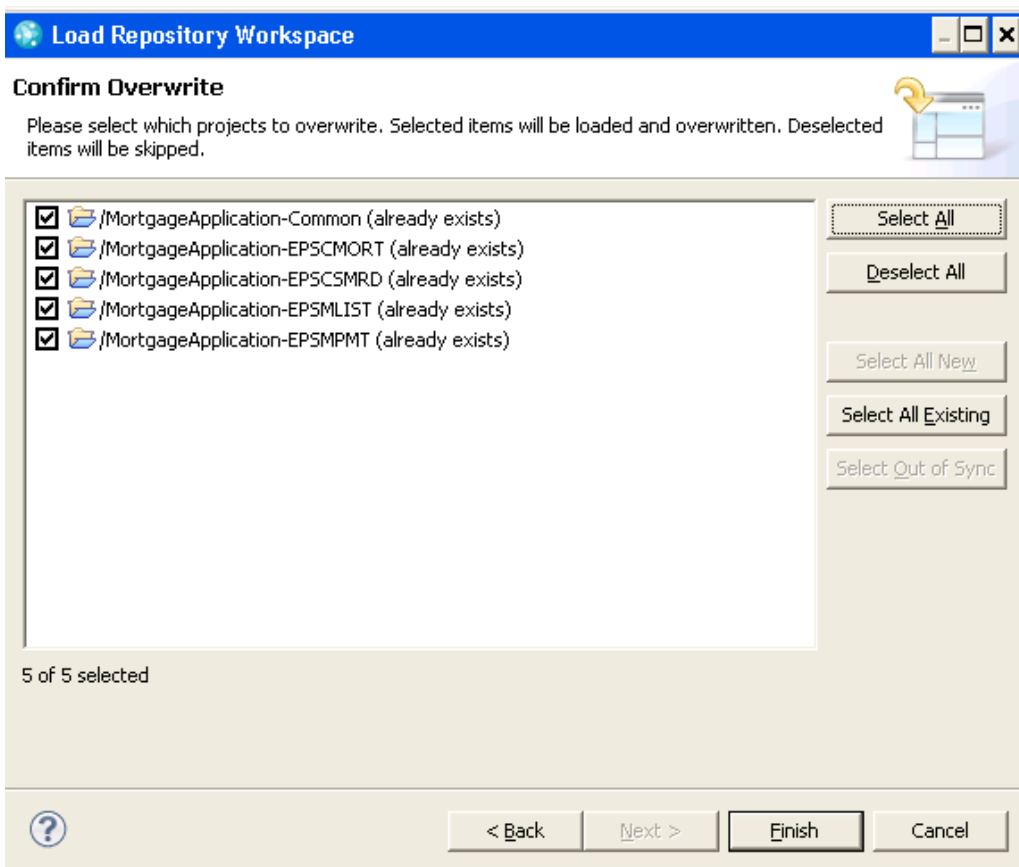 Load Repository Workspace
Confirm Overwrite
Please select which projects to overwrite. Selected items will be loaded and overwritten. Deselected
items will be skipped.
/MortgageApplication-Common (already exists)
/MortgageApplication-EPSCMORT (already exists)
/MortgageApplication-EPSCSMRD (already exists)
/MortgageApplication-EPSMLIST (already exists)
/MortgageApplication-EPSMPMT (already exists)
Select All
Deselect All
Select All New
Select All Existing
Select Out of Sync
5 of 5 selected
< Back
Next >
Finish
Cancel